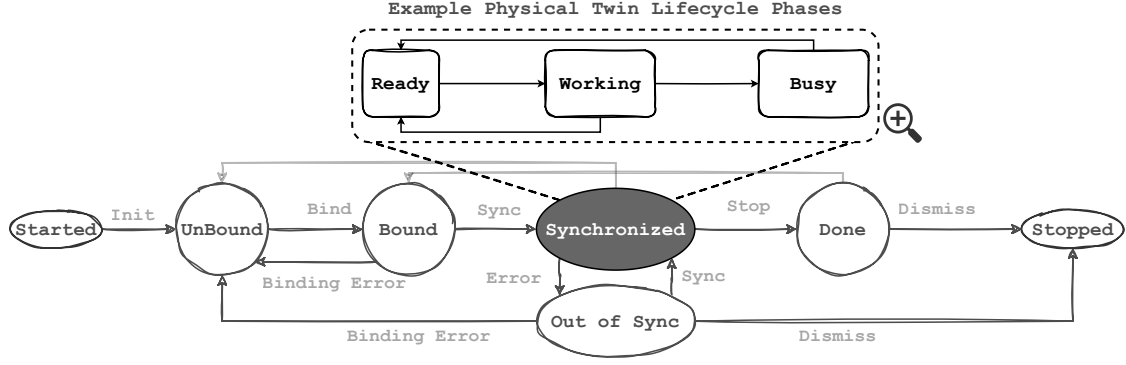 Example Physical Twin Lifecycle Phases
Ready
Working
Busy
Started
Init
UnBound
Bind
Bound
Sync
Synchronized
Stop
Done
Dismiss
Stopped
Binding Error
Error
Sync
Out of Sync
Binding Error
Dismiss